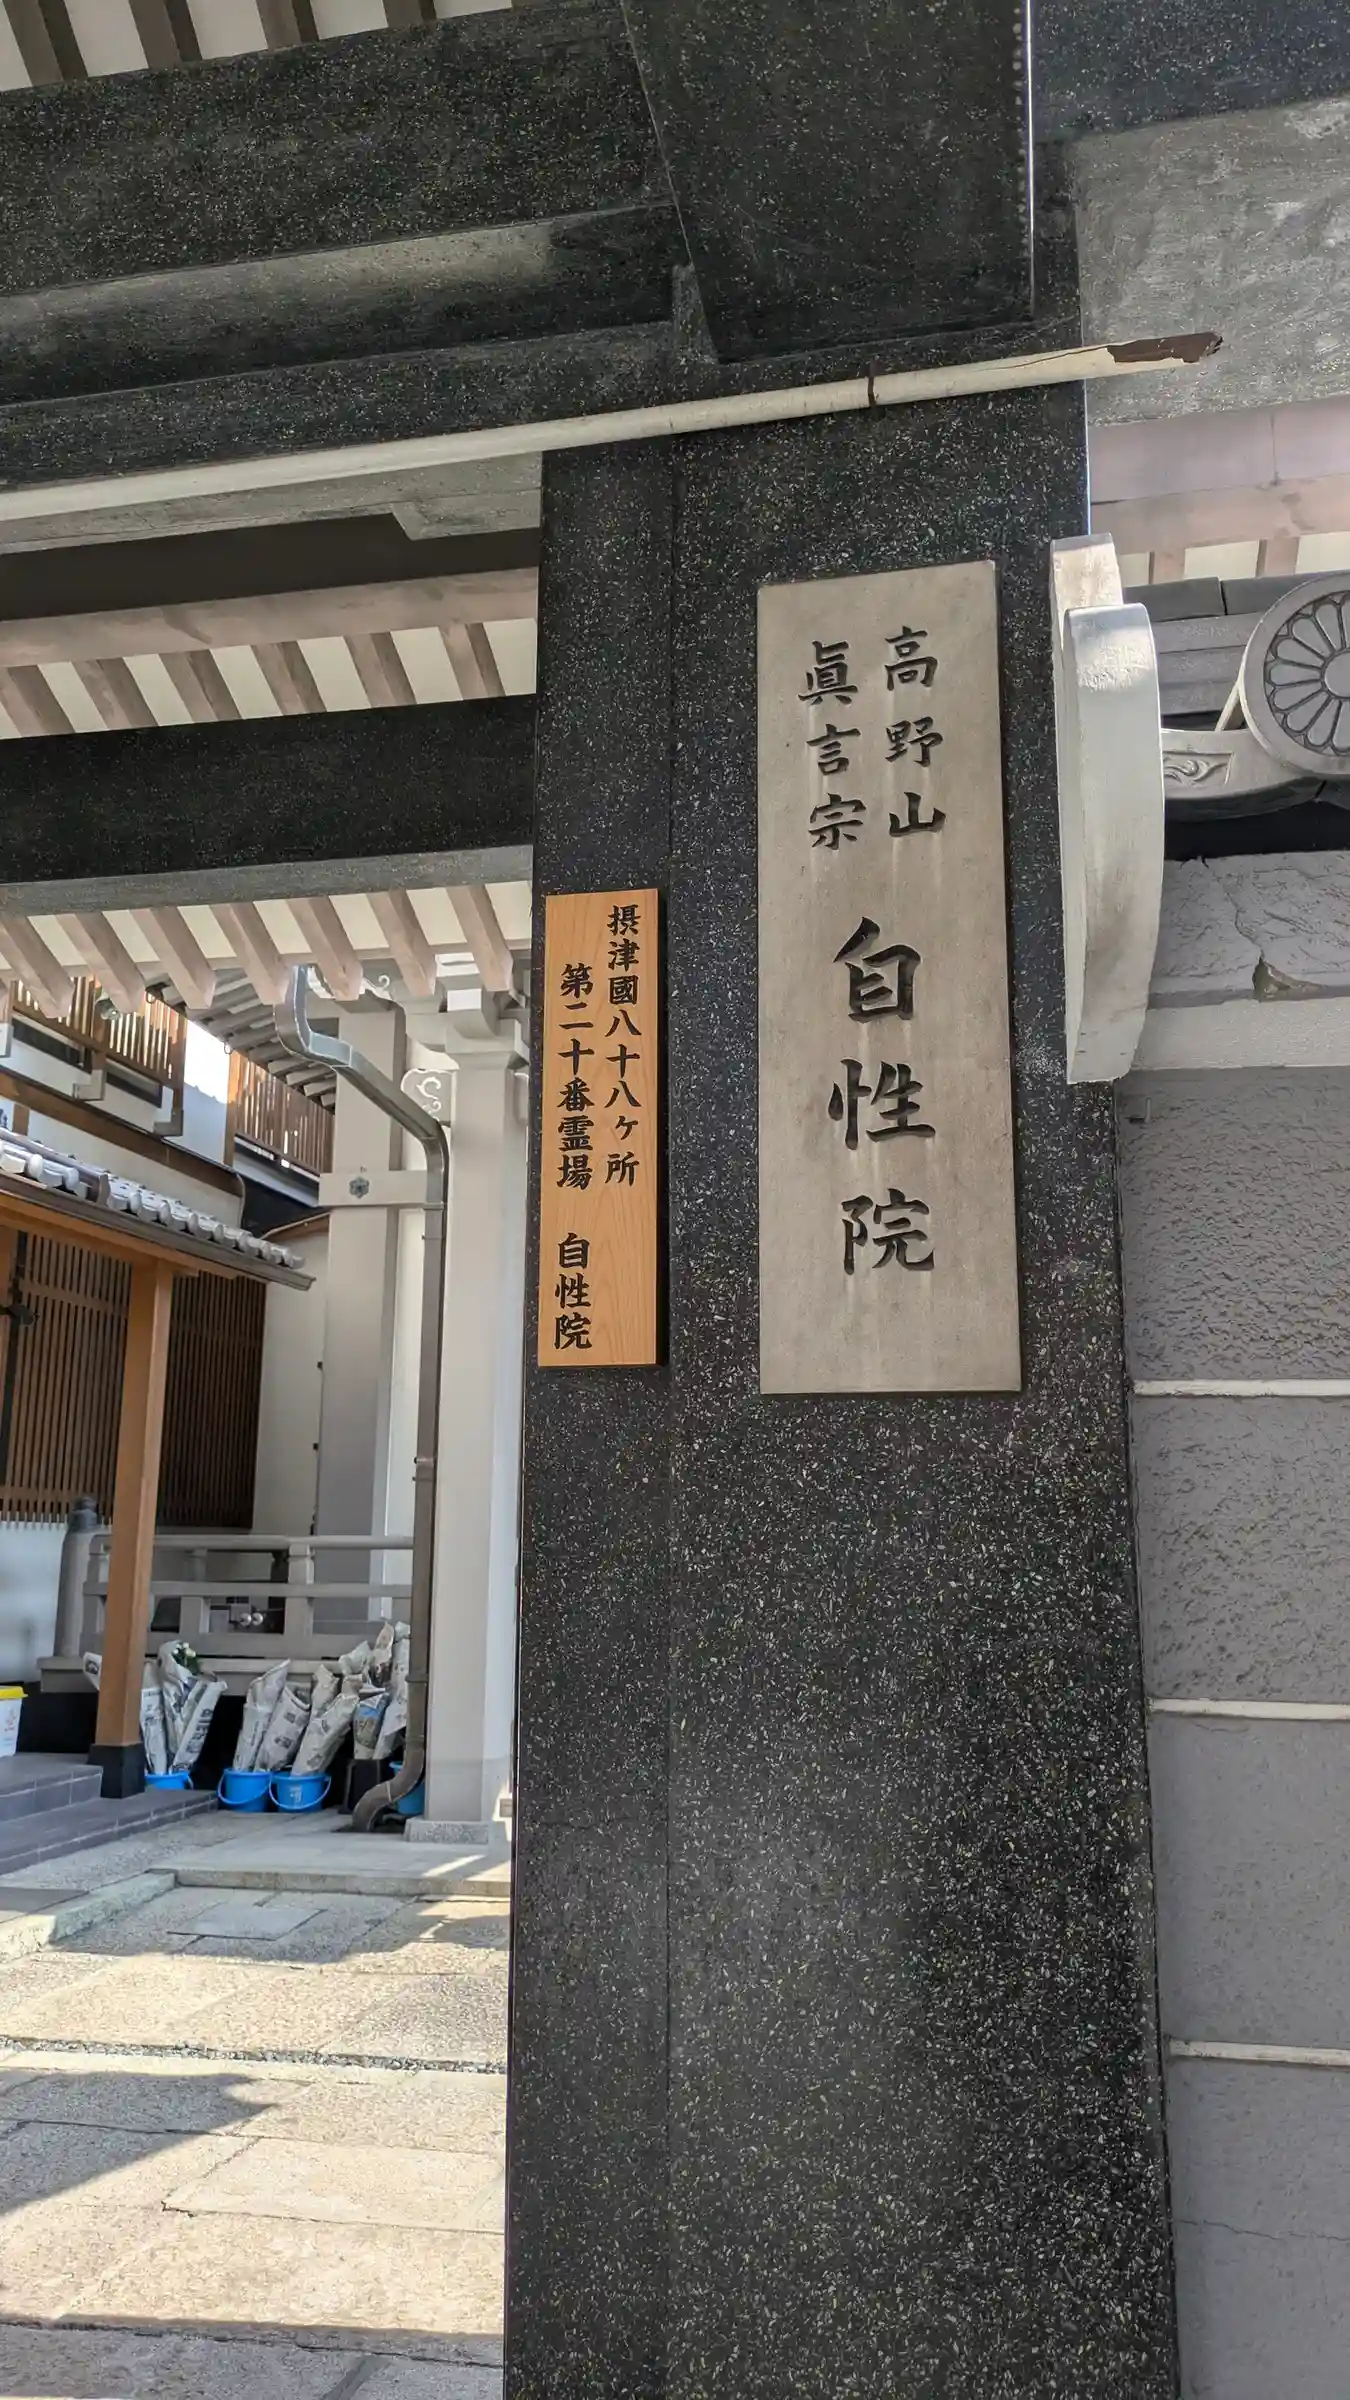 高野山
眞言宗
自性院
摂津國八十八ヶ所
第二十番霊場 自性院